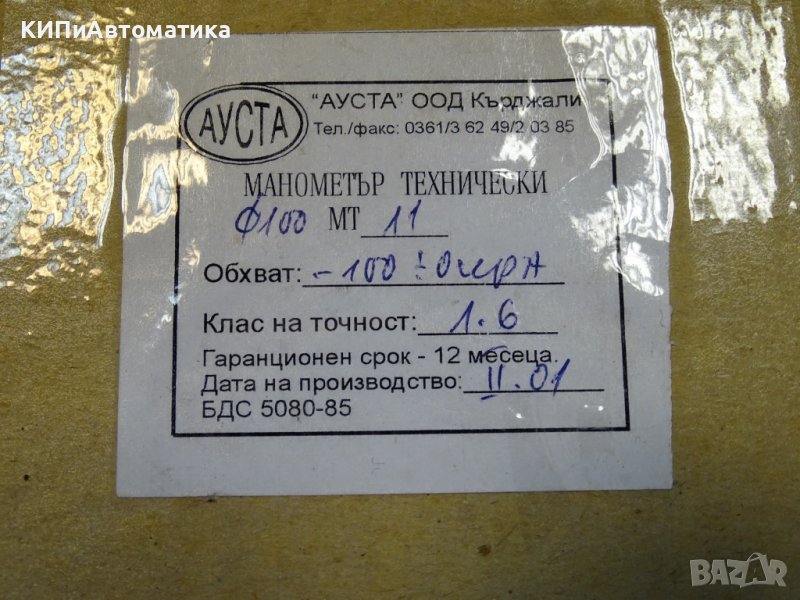 КИПиАвтоматика
АУСТА
"АУСТА" ООД Кърджали
Тел./факс: 0361/3 62 49/2 03 85
МАНОМЕТЪР ТЕХНИЧЕСКИ
Ф100 МТ 11
Обхват: -100 ÷ 0 кра
Клас на точност: 1.6
Гаранционен срок - 12 месеца.
Дата на производство: II.01
БДС 5080-85
BAZAR